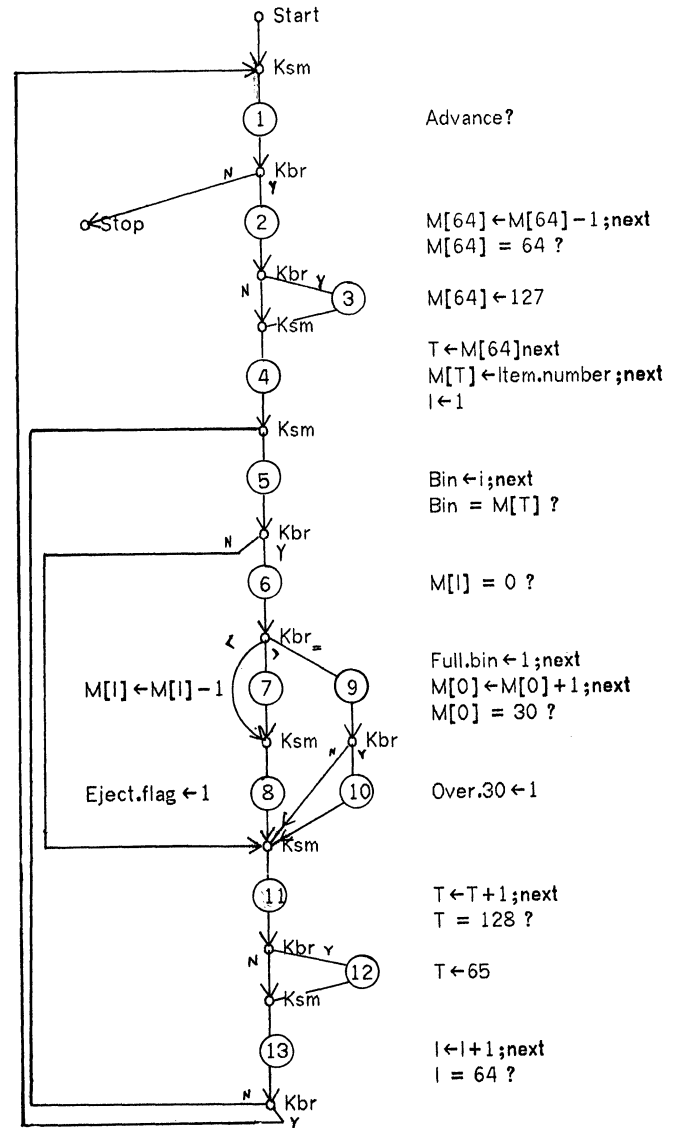 Start
Ksm
1 Advance?
N Kbr
Y
Stop
2 M[64]←M[64]-1;next
M[64] = 64 ?
Kbr Y
N
3 M[64]←127
Ksm
T←M[64]next
4 M[T]←Item.number;next
I←1
Ksm
5 Bin←i;next
Bin = M[T] ?
N Kbr
Y
6 M[I] = 0 ?
< Kbr =
>
Full.bin←1;next
M[I]←M[I]-1 7 9 M[0]←M[0]+1;next
M[0] = 30 ?
Ksm Kbr
N Y
Eject.flag←1 8 10 Over.30←1
Ksm
11 T←T+1;next
T = 128 ?
Kbr Y
N
12 T←65
Ksm
13 I←I+1;next
I = 64 ?
N Kbr
Y